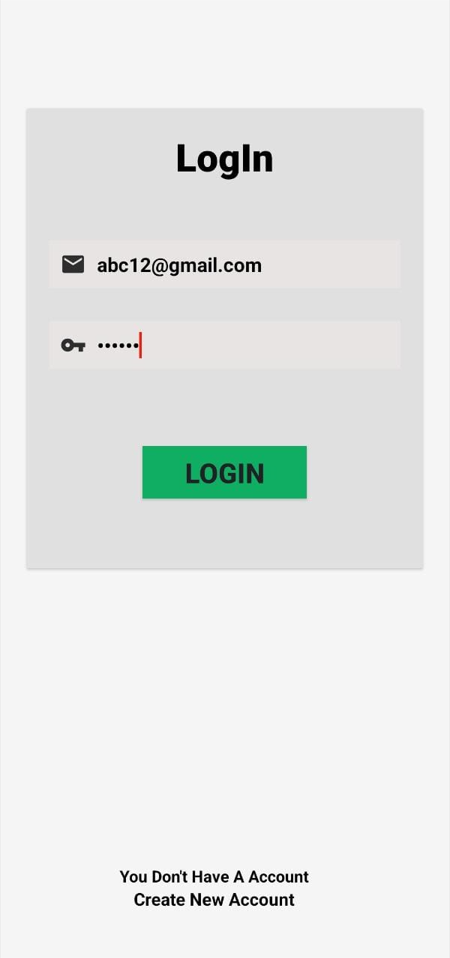 LogIn
abc12@gmail.com
••••••
LOGIN
You Don't Have A Account
Create New Account